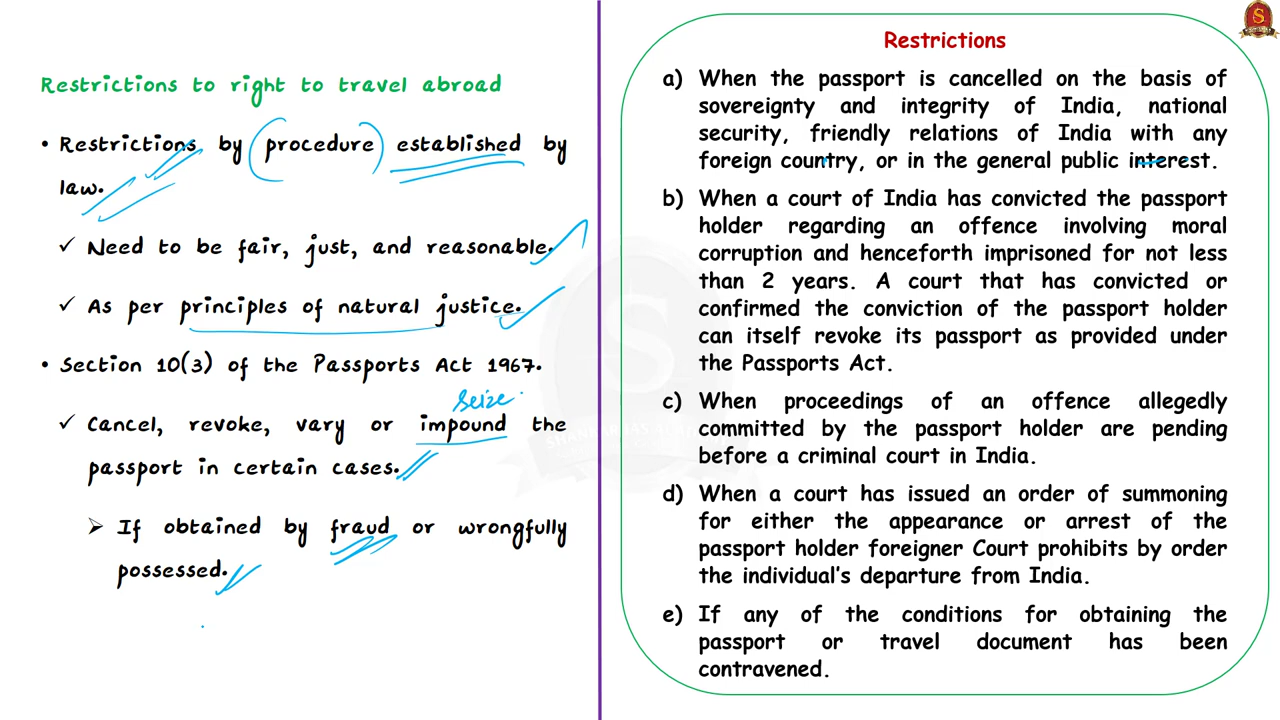 Restrictions to right to travel abroad
• Restrictions by procedure established by
law.
✓ Need to be fair, just, and reasonable.
✓ As per principles of natural justice.
• Section 10(3) of the Passports Act 1967.
seize
✓ Cancel, revoke, vary or impound the
passport in certain cases.
➢ If obtained by fraud or wrongfully
possessed.
Restrictions
a) When the passport is cancelled on the basis of
sovereignty and integrity of India, national
security, friendly relations of India with any
foreign country, or in the general public interest.
b) When a court of India has convicted the passport
holder regarding an offence involving moral
corruption and henceforth imprisoned for not less
than 2 years. A court that has convicted or
confirmed the conviction of the passport holder
can itself revoke its passport as provided under
the Passports Act.
c) When proceedings of an offence allegedly
committed by the passport holder are pending
before a criminal court in India.
d) When a court has issued an order of summoning
for either the appearance or arrest of the
passport holder foreigner Court prohibits by order
the individual's departure from India.
e) If any of the conditions for obtaining the
passport or travel document has been
contravened.